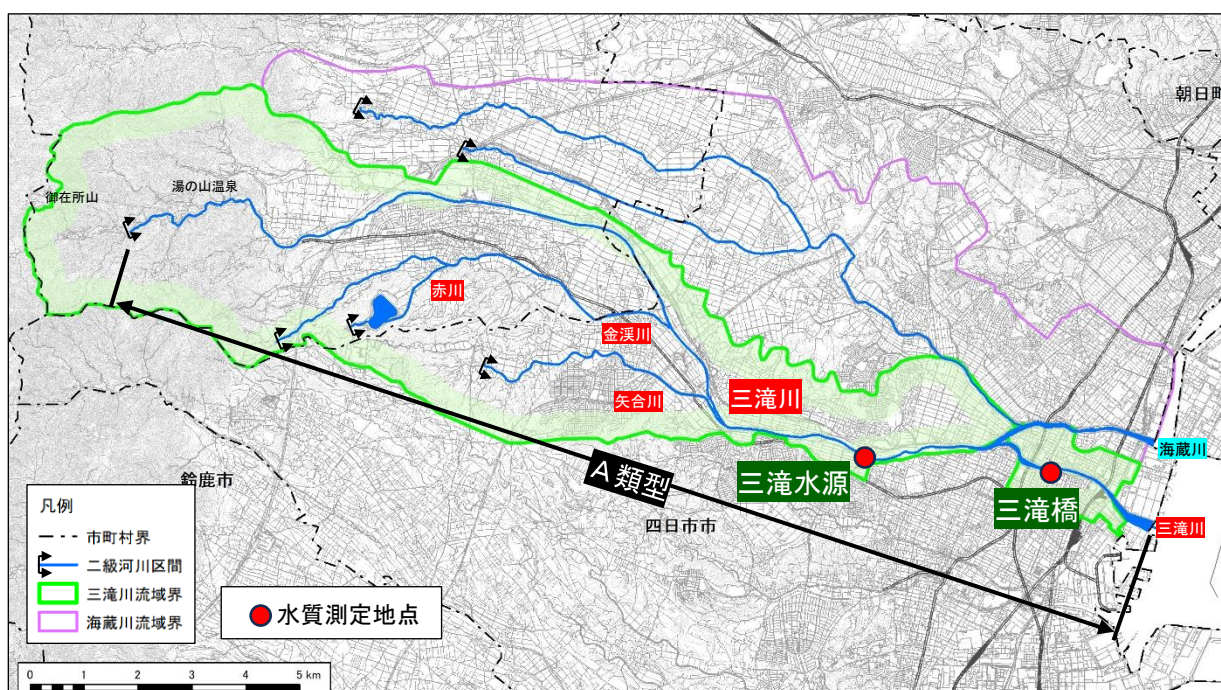 朝日町
湯の山温泉
御在所山
赤川
金渓川
矢合川
三滝川
海蔵川
A類型
三滝水源
三滝橋
三滝川
鈴鹿市
四日市市
凡例
市町村界
二級河川区間
三滝川流域界
海蔵川流域界
水質測定地点
0 1 2 3 4 5 km